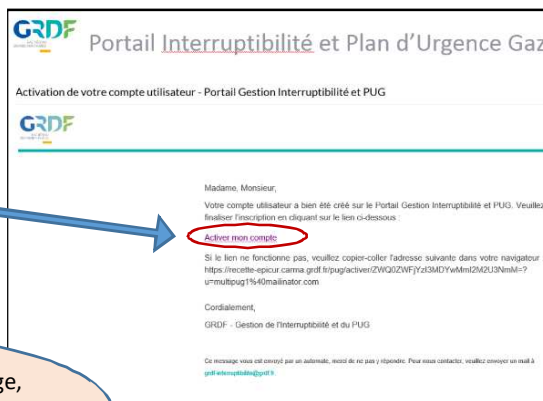 GRDF
Portail Interruptibilité et Plan d'Urgence Gaz
Activation de votre compte utilisateur - Portail Gestion Interruptibilité et PUG
GRDF
Madame, Monsieur,
Votre compte utilisateur a bien été créé sur le Portail Gestion Interruptibilité et PUG. Veuillez
finaliser l'inscription en cliquant sur le lien ci-dessous :
Activer mon compte
Si le lien ne fonctionne pas, veuillez copier-coller l'adresse suivante dans votre navigateur
https://recette-epicur.carma.grdf.fr/pug/activer/ZWQ0ZWFjYzI3MDYwMmI2M2U3NmM=?
u=multipug1%40mailinator.com
Cordialement,
GRDF - Gestion de l'Interruptibilité et du PUG
Ce message vous est envoyé par un automate, merci de ne pas y répondre. Pour nous contacter, veuillez envoyer un mail à
grdf-interruptibilite@grdf.fr.
ge,